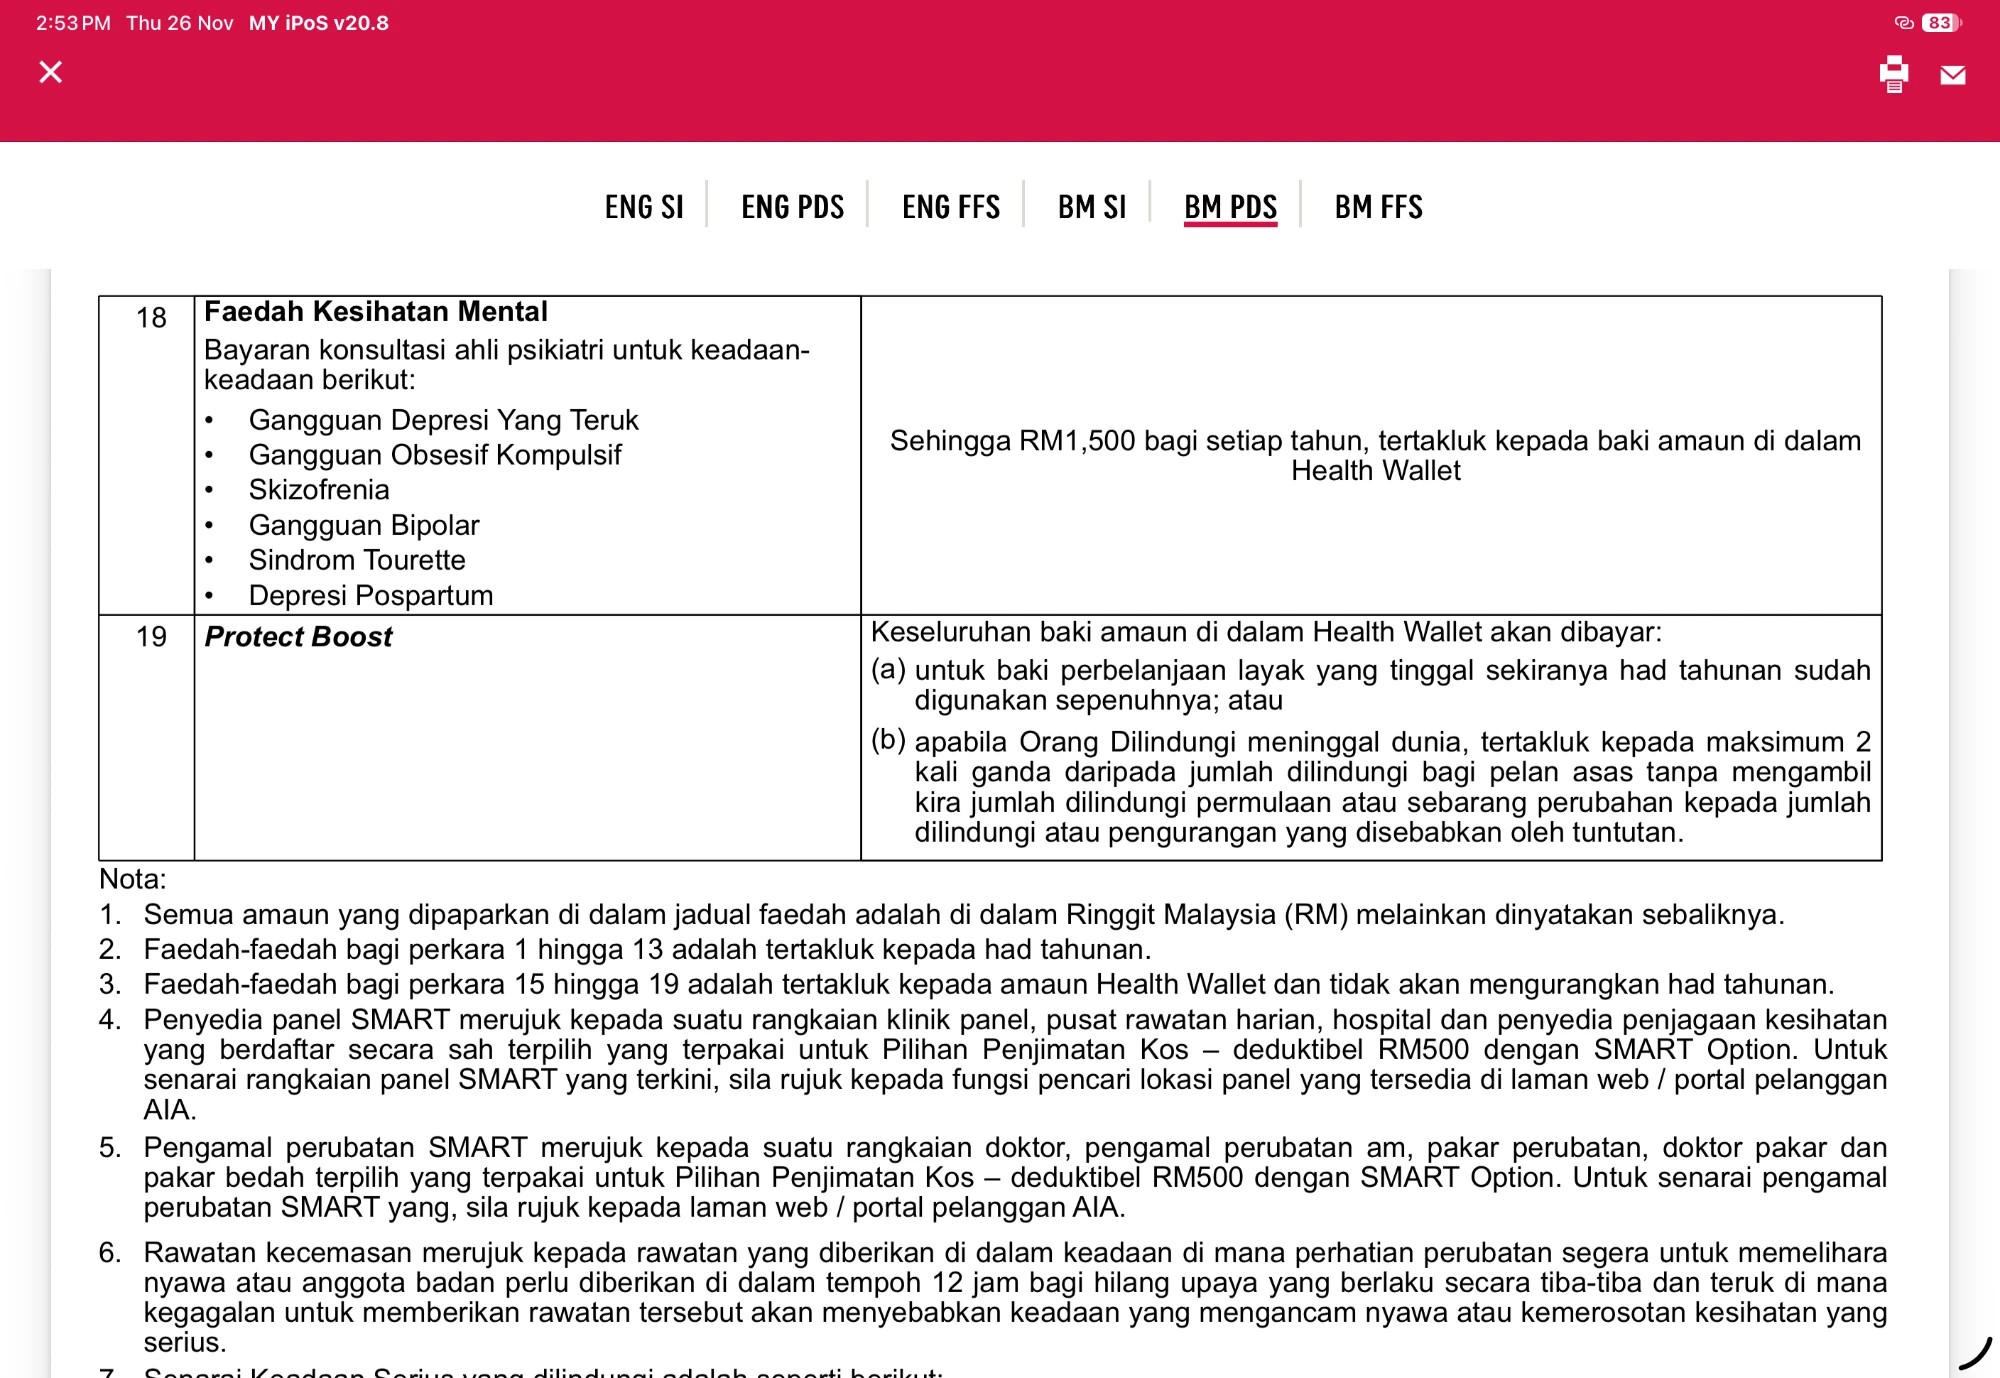 2:53 PM Thu 26 Nov MY iPoS v20.8
83
ENG SI
ENG PDS
ENG FFS
BM SI
BM PDS
BM FFS
18
Faedah Kesihatan Mental
Bayaran konsultasi ahli psikiatri untuk keadaan-
keadaan berikut:
• Gangguan Depresi Yang Teruk
• Gangguan Obsesif Kompulsif
• Skizofrenia
• Gangguan Bipolar
• Sindrom Tourette
• Depresi Pospartum
Sehingga RM1,500 bagi setiap tahun, tertakluk kepada baki amaun di dalam
Health Wallet
19
Protect Boost
Keseluruhan baki amaun di dalam Health Wallet akan dibayar:
(a) untuk baki perbelanjaan layak yang tinggal sekiranya had tahunan sudah
digunakan sepenuhnya; atau
(b) apabila Orang Dilindungi meninggal dunia, tertakluk kepada maksimum 2
kali ganda daripada jumlah dilindungi bagi pelan asas tanpa mengambil
kira jumlah dilindungi permulaan atau sebarang perubahan kepada jumlah
dilindungi atau pengurangan yang disebabkan oleh tuntutan.
Nota:
1. Semua amaun yang dipaparkan di dalam jadual faedah adalah di dalam Ringgit Malaysia (RM) melainkan dinyatakan sebaliknya.
2. Faedah-faedah bagi perkara 1 hingga 13 adalah tertakluk kepada had tahunan.
3. Faedah-faedah bagi perkara 15 hingga 19 adalah tertakluk kepada amaun Health Wallet dan tidak akan mengurangkan had tahunan.
4. Penyedia panel SMART merujuk kepada suatu rangkaian klinik panel, pusat rawatan harian, hospital dan penyedia penjagaan kesihatan
yang berdaftar secara sah terpilih yang terpakai untuk Pilihan Penjimatan Kos – deduktibel RM500 dengan SMART Option. Untuk
senarai rangkaian panel SMART yang terkini, sila rujuk kepada fungsi pencari lokasi panel yang tersedia di laman web / portal pelanggan
AIA.
5. Pengamal perubatan SMART merujuk kepada suatu rangkaian doktor, pengamal perubatan am, pakar perubatan, doktor pakar dan
pakar bedah terpilih yang terpakai untuk Pilihan Penjimatan Kos – deduktibel RM500 dengan SMART Option. Untuk senarai pengamal
perubatan SMART yang, sila rujuk kepada laman web / portal pelanggan AIA.
6. Rawatan kecemasan merujuk kepada rawatan yang diberikan di dalam keadaan di mana perhatian perubatan segera untuk memelihara
nyawa atau anggota badan perlu diberikan di dalam tempoh 12 jam bagi hilang upaya yang berlaku secara tiba-tiba dan teruk di mana
kegagalan untuk memberikan rawatan tersebut akan menyebabkan keadaan yang mengancam nyawa atau kemerosotan kesihatan yang
serius.
7. Senarai Keadaan Serius yang dilindungi adalah seperti berikut: